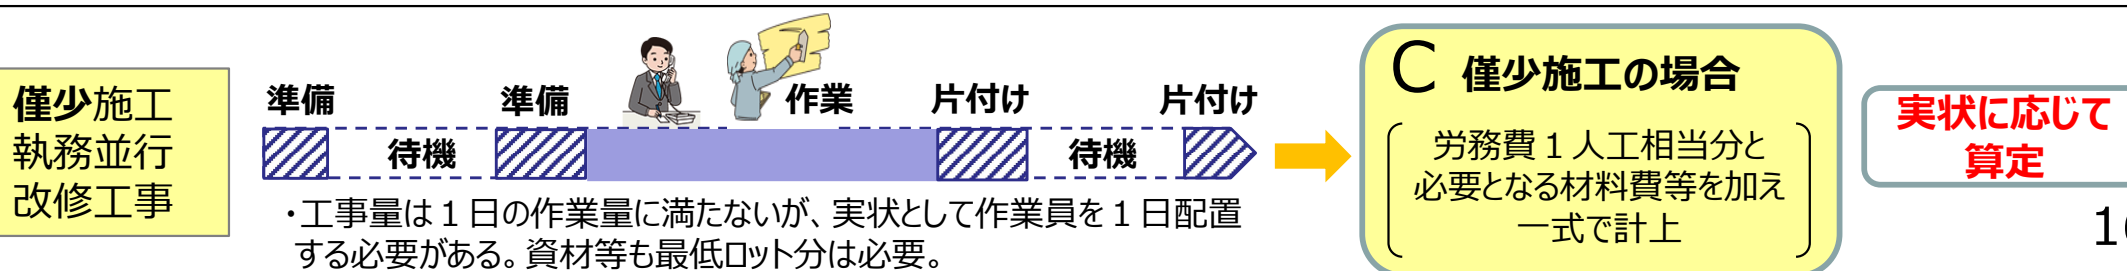 僅少施工
執務並行
改修工事
準備
準備
作業
片付け
片付け
待機
待機
・工事量は１日の作業量に満たないが、実状として作業員を１日配置
する必要がある。資材等も最低ロット分は必要。
C 僅少施工の場合
労務費１人工相当分と
必要となる材料費等を加え
一式で計上
実状に応じて
算定